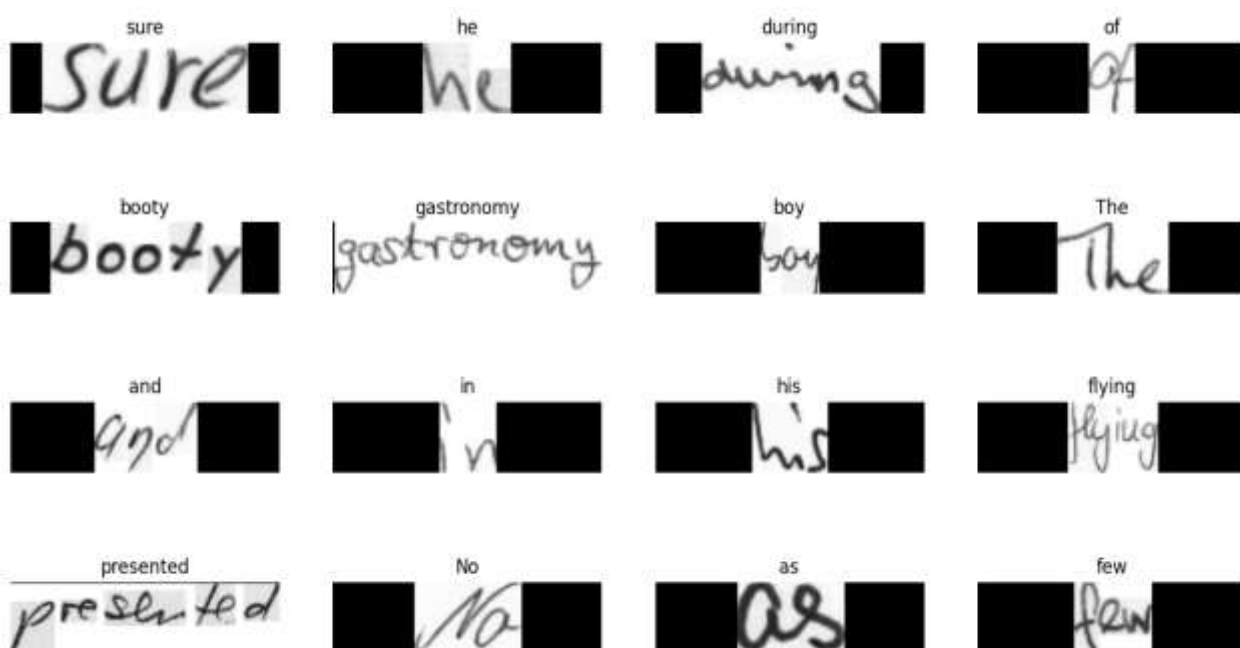 sure he during of
sure he during of
booty gastronomy boy The
booty gastronomy boy The
and in his flying
and in his flying
presented No as few
presented No as few